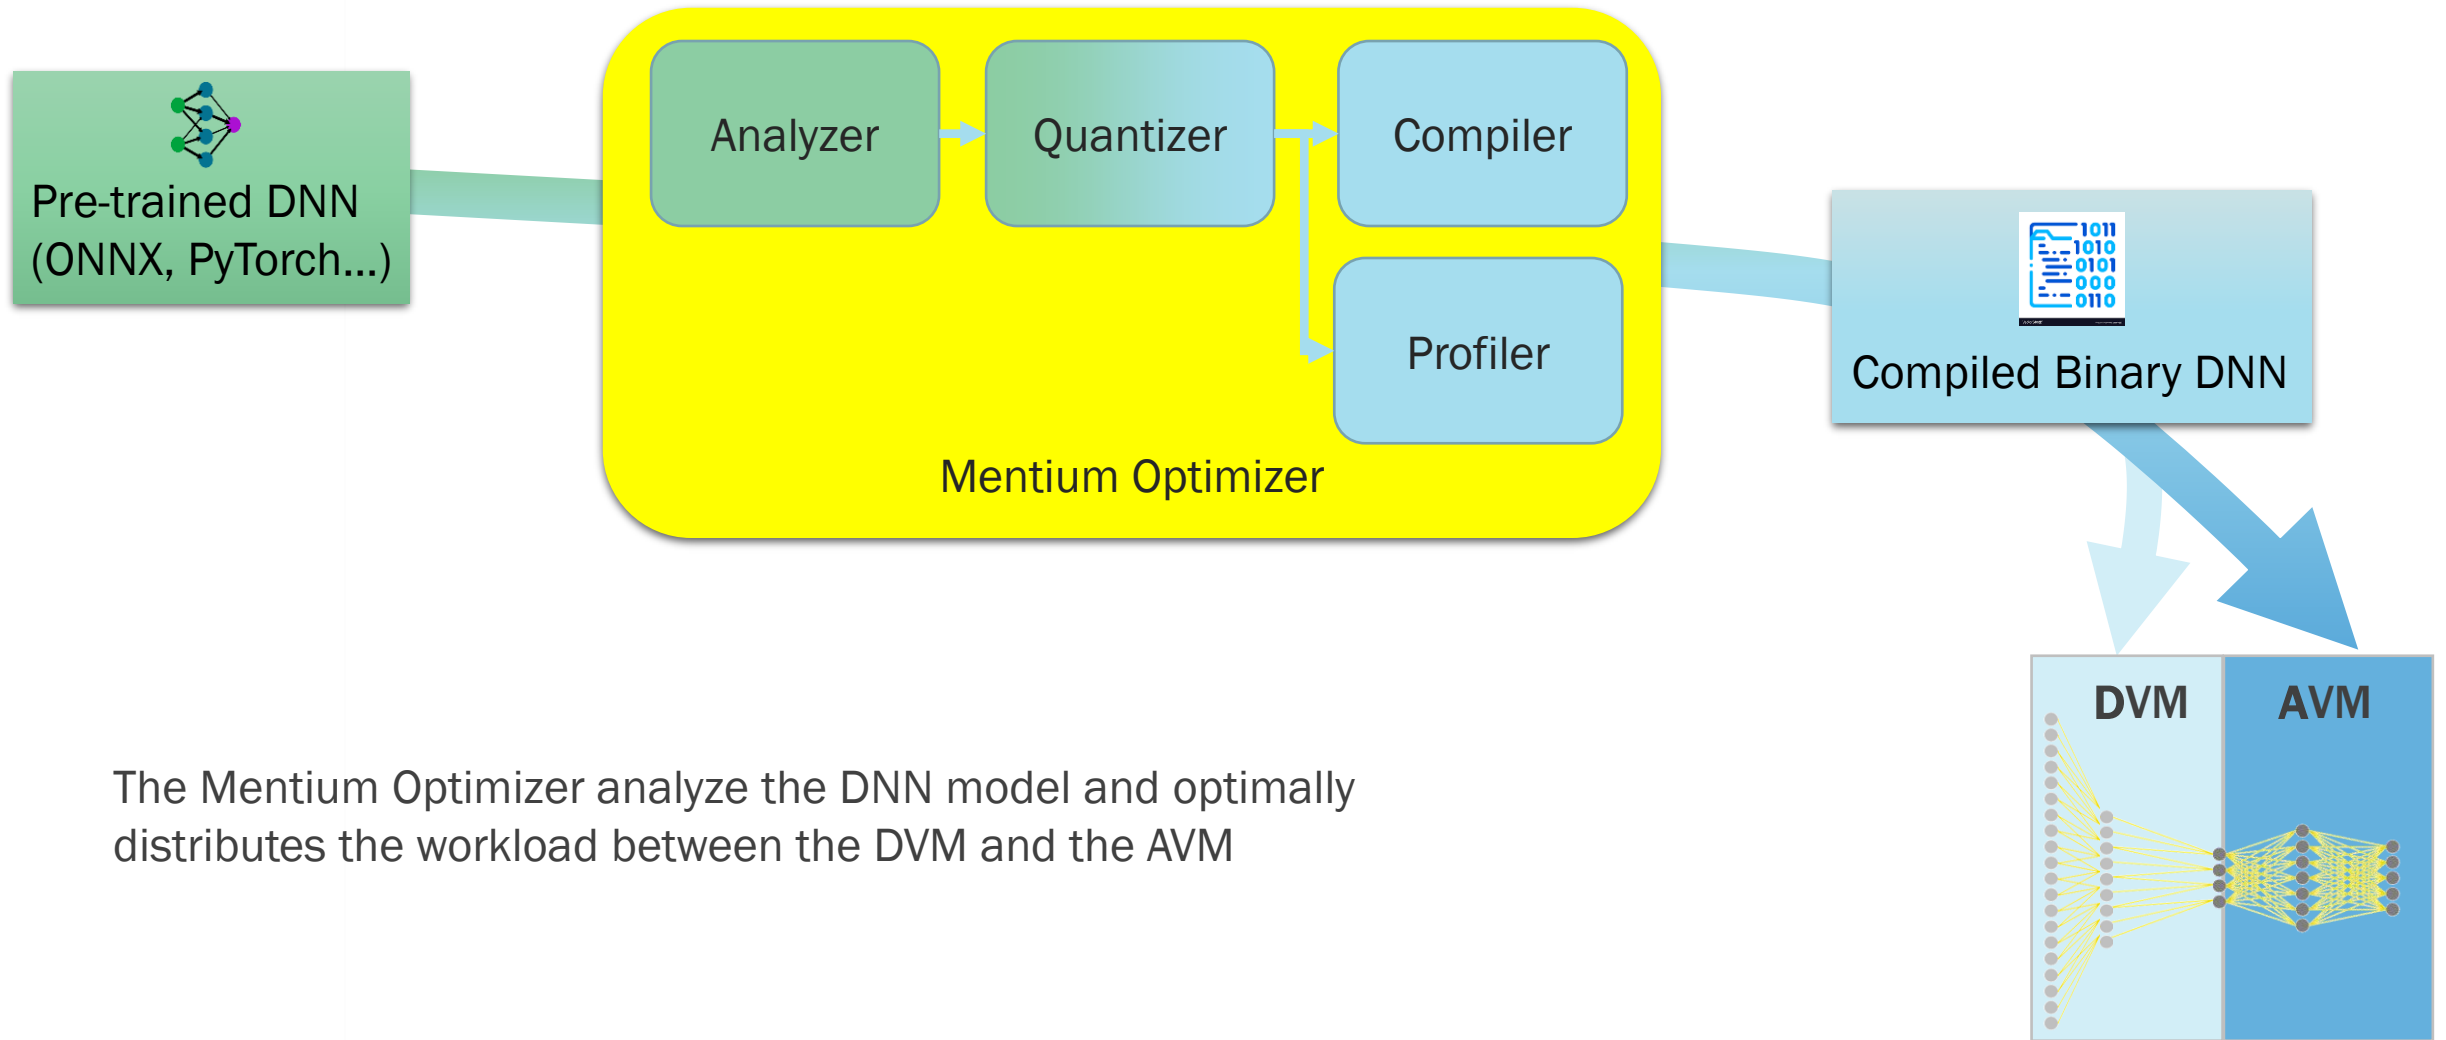 Pre-trained DNN
(ONNX, PyTorch...)
Analyzer
Quantizer
Compiler
Profiler
Mentium Optimizer
1011
1010
0101
000
0110
Compiled Binary DNN
DVM
AVM
The Mentium Optimizer analyze the DNN model and optimally
distributes the workload between the DVM and the AVM